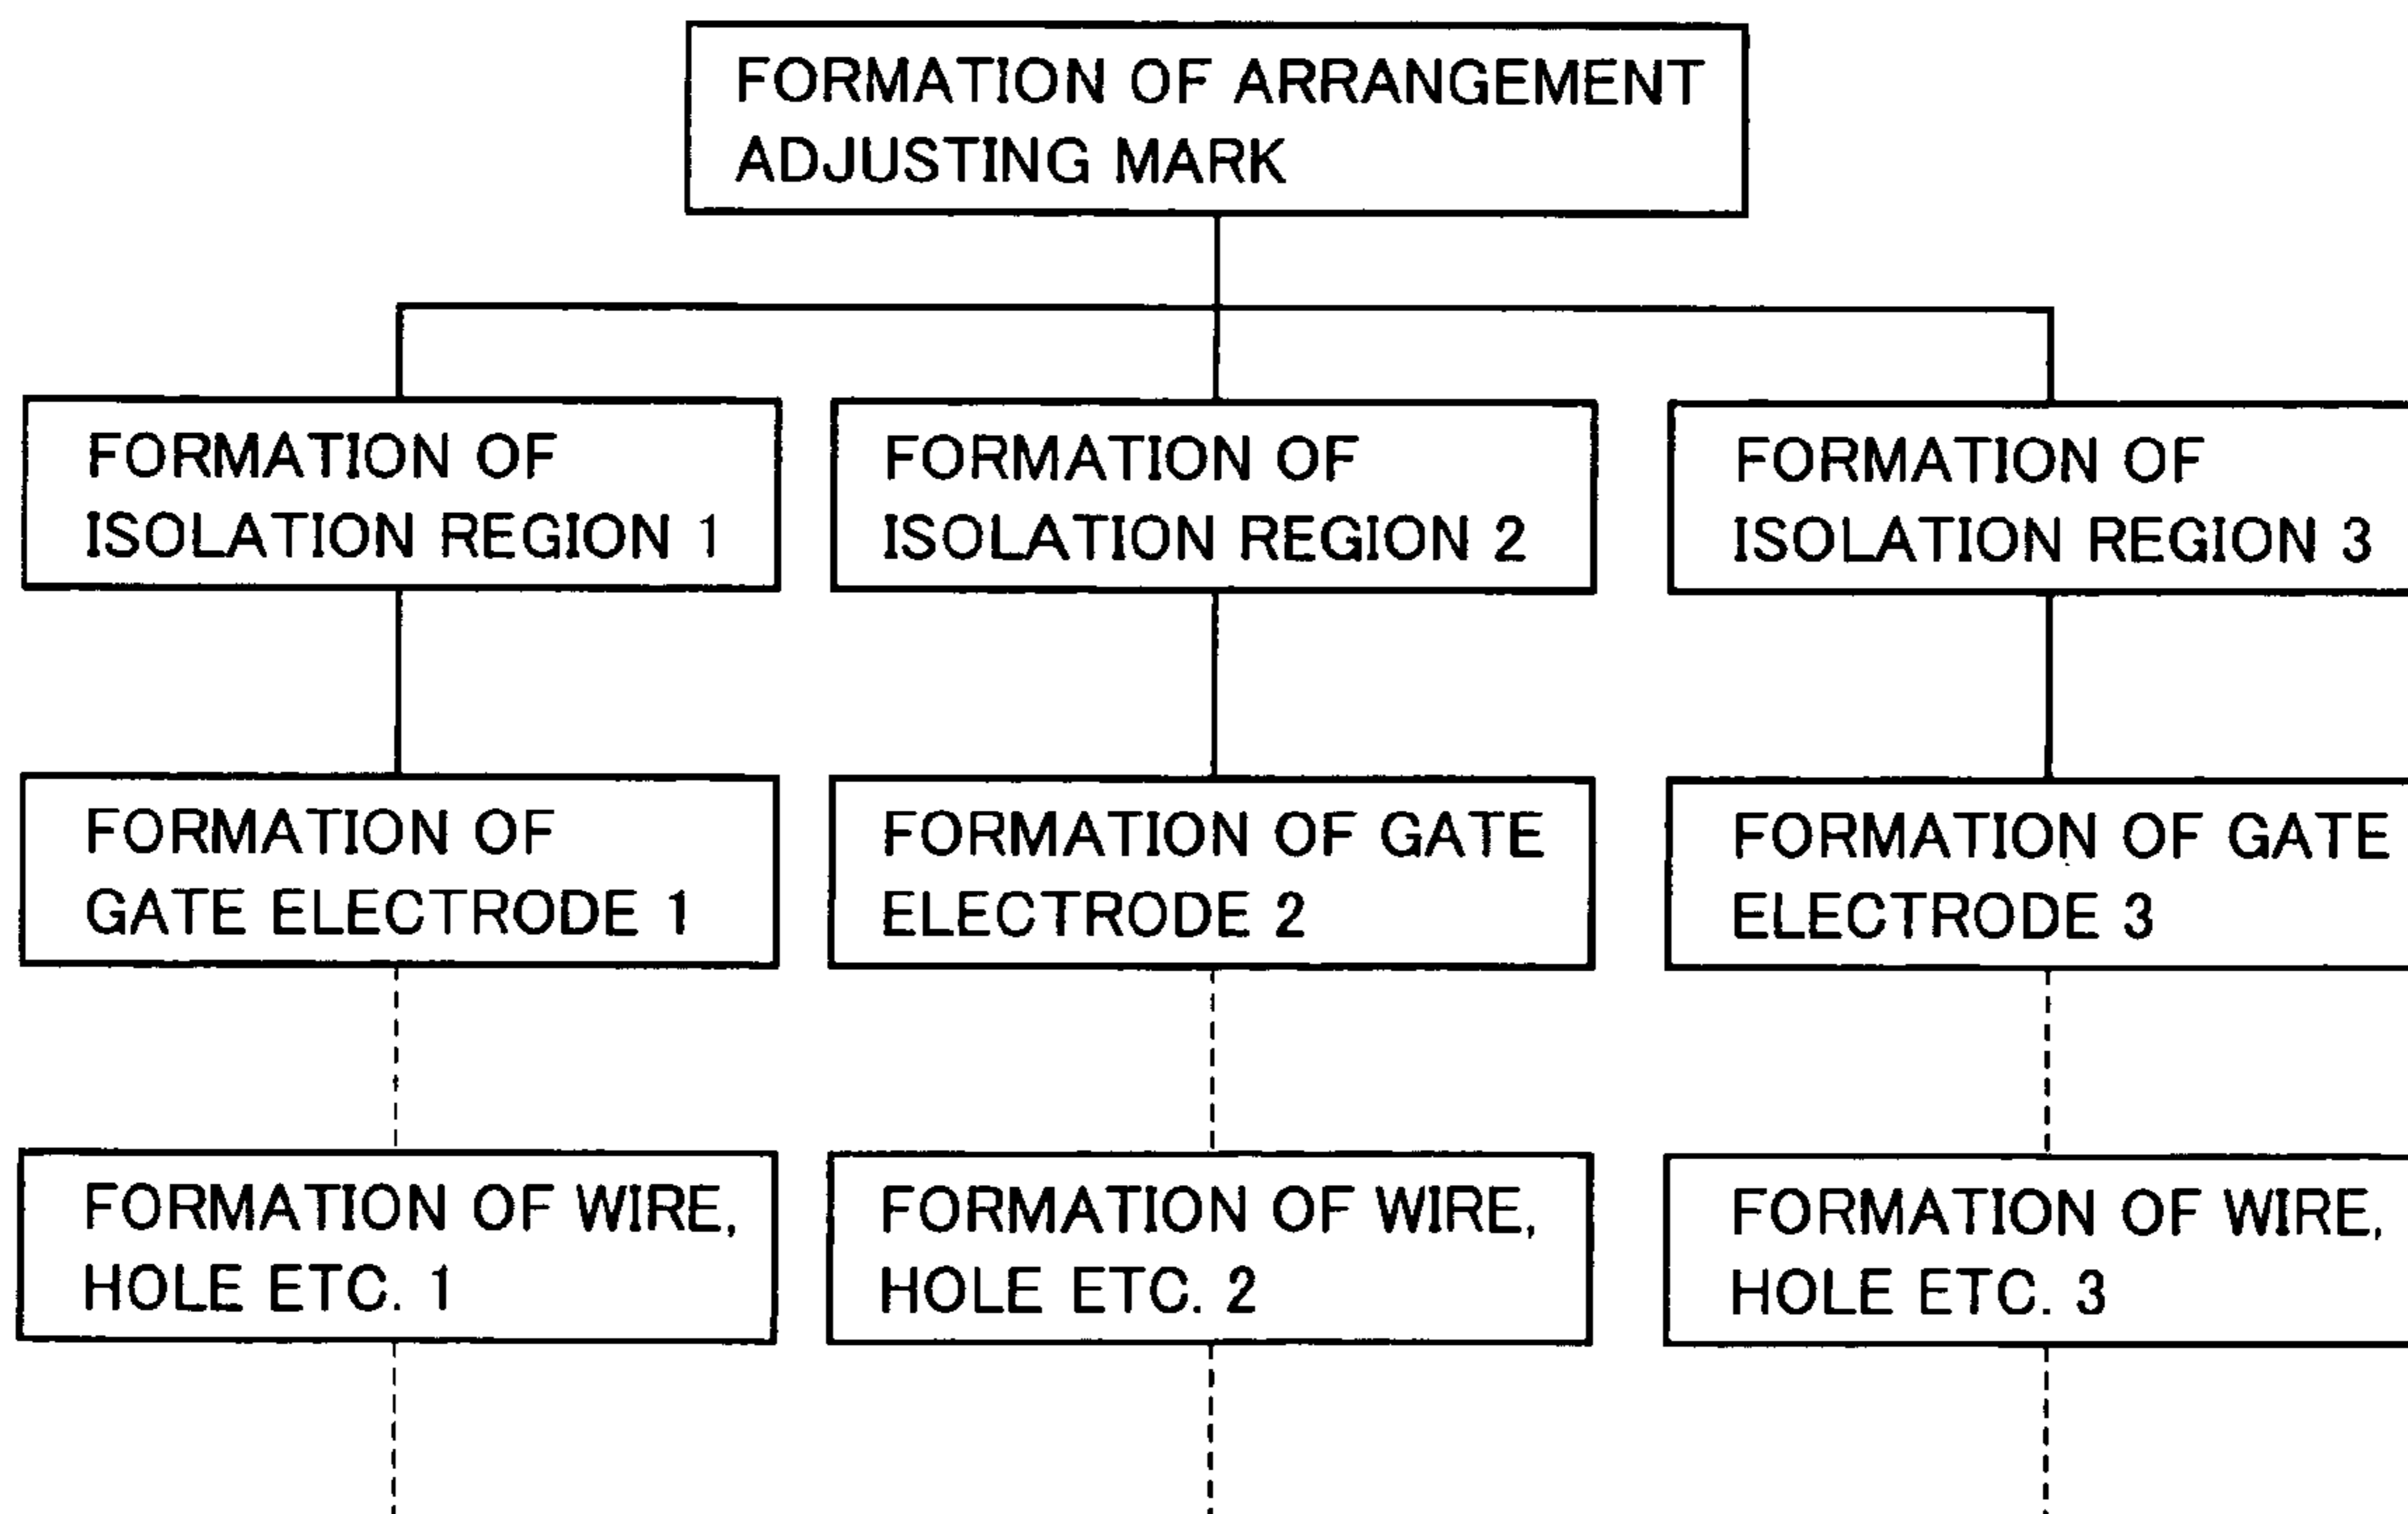 FORMATION OF ARRANGEMENT
ADJUSTING MARK
FORMATION OF
ISOLATION REGION 1
FORMATION OF
ISOLATION REGION 2
FORMATION OF
ISOLATION REGION 3
FORMATION OF
GATE ELECTRODE 1
FORMATION OF GATE
ELECTRODE 2
FORMATION OF GATE
ELECTRODE 3
FORMATION OF WIRE,
HOLE ETC. 1
FORMATION OF WIRE,
HOLE ETC. 2
FORMATION OF WIRE,
HOLE ETC. 3